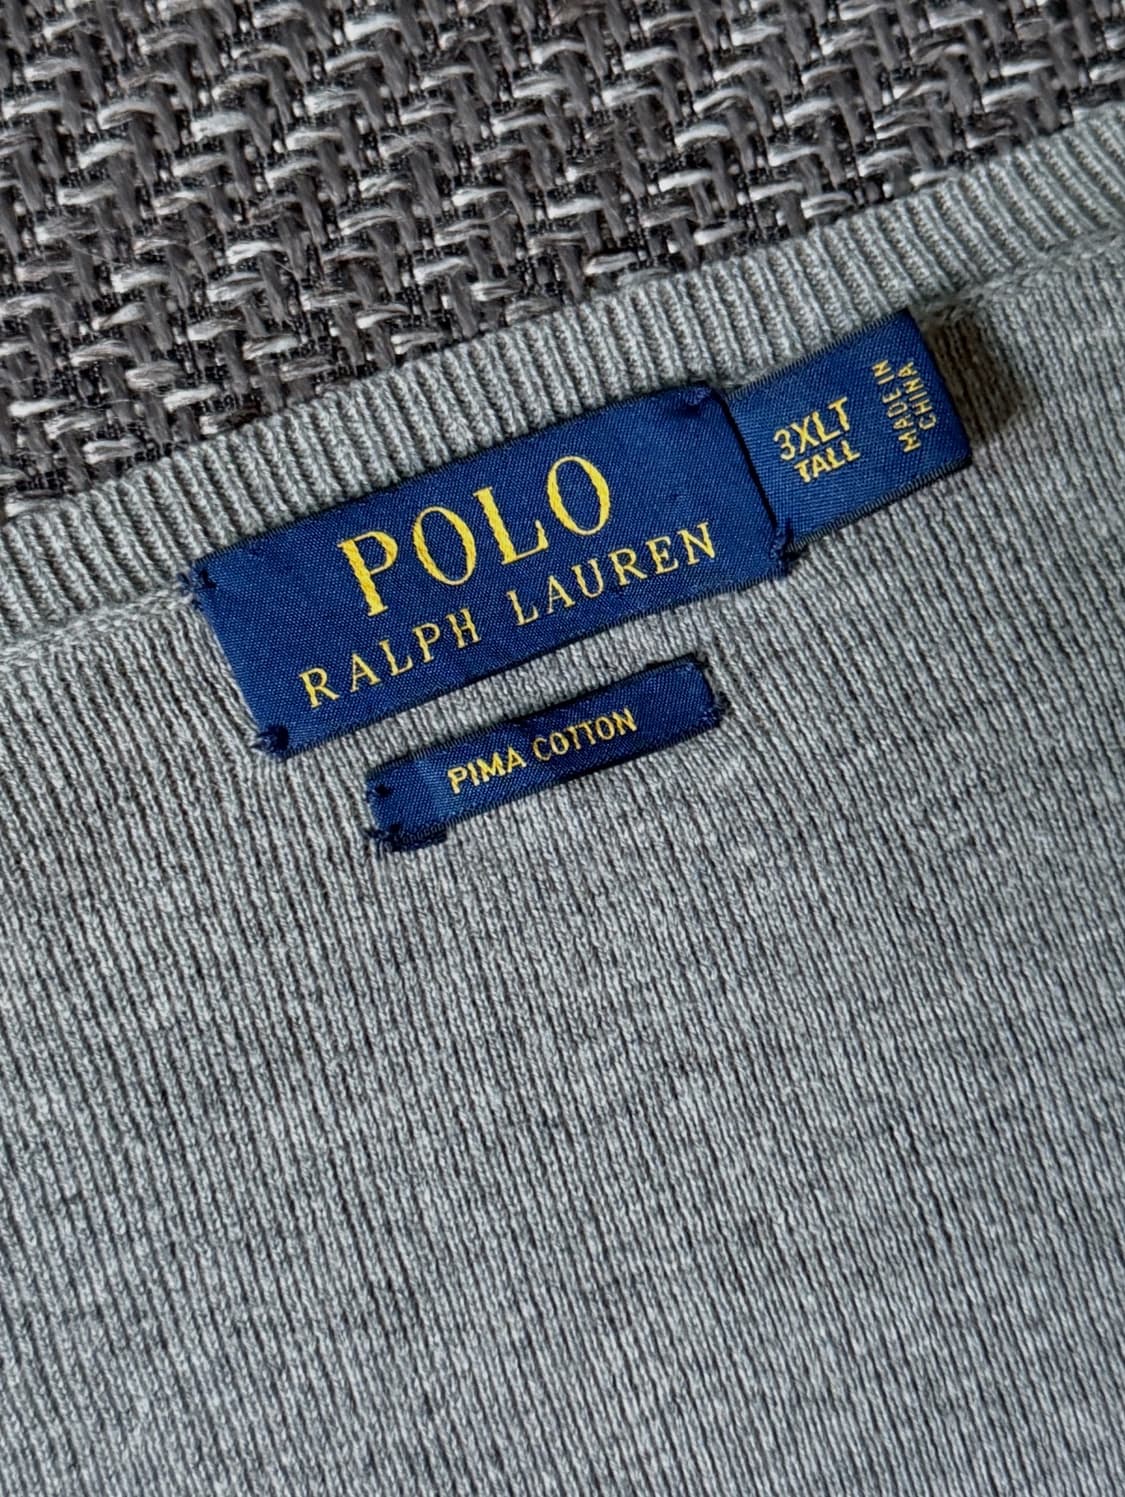 POLO
RALPH LAUREN
3XLT
TALL
MADE IN
CHINA
PIMA COTTON